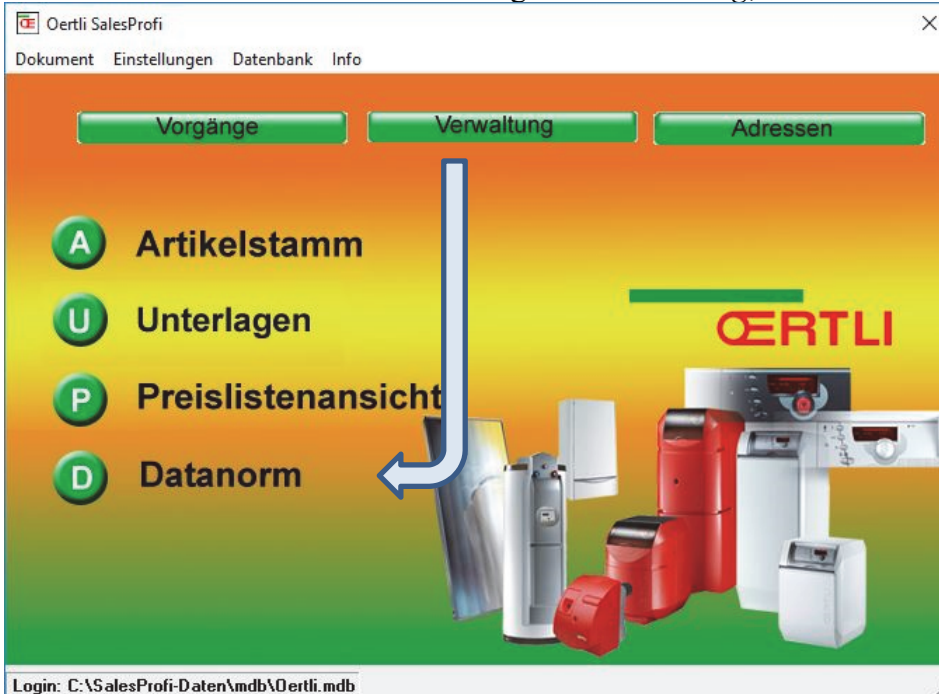 Oertli SalesProfi
Dokument Einstellungen Datenbank Info
Vorgänge Verwaltung Adressen
A Artikelstamm
U Unterlagen
ŒRTLI
P Preislistenansicht
D Datanorm
Login: C:\SalesProfi-Daten\mdb\Oertli.mdb